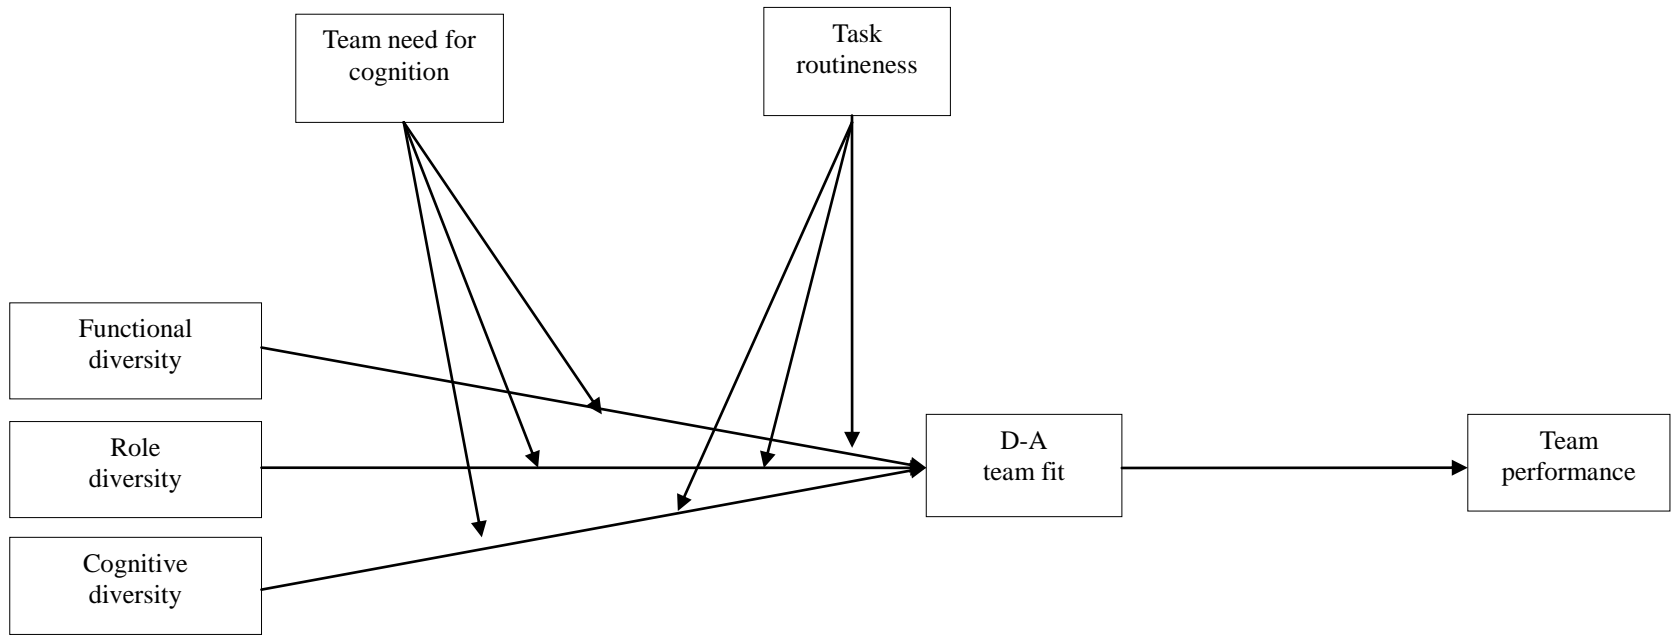 Team need for
cognition
Task
routineness
Functional
diversity
Role
diversity
Cognitive
diversity
D-A
team fit
Team
performance